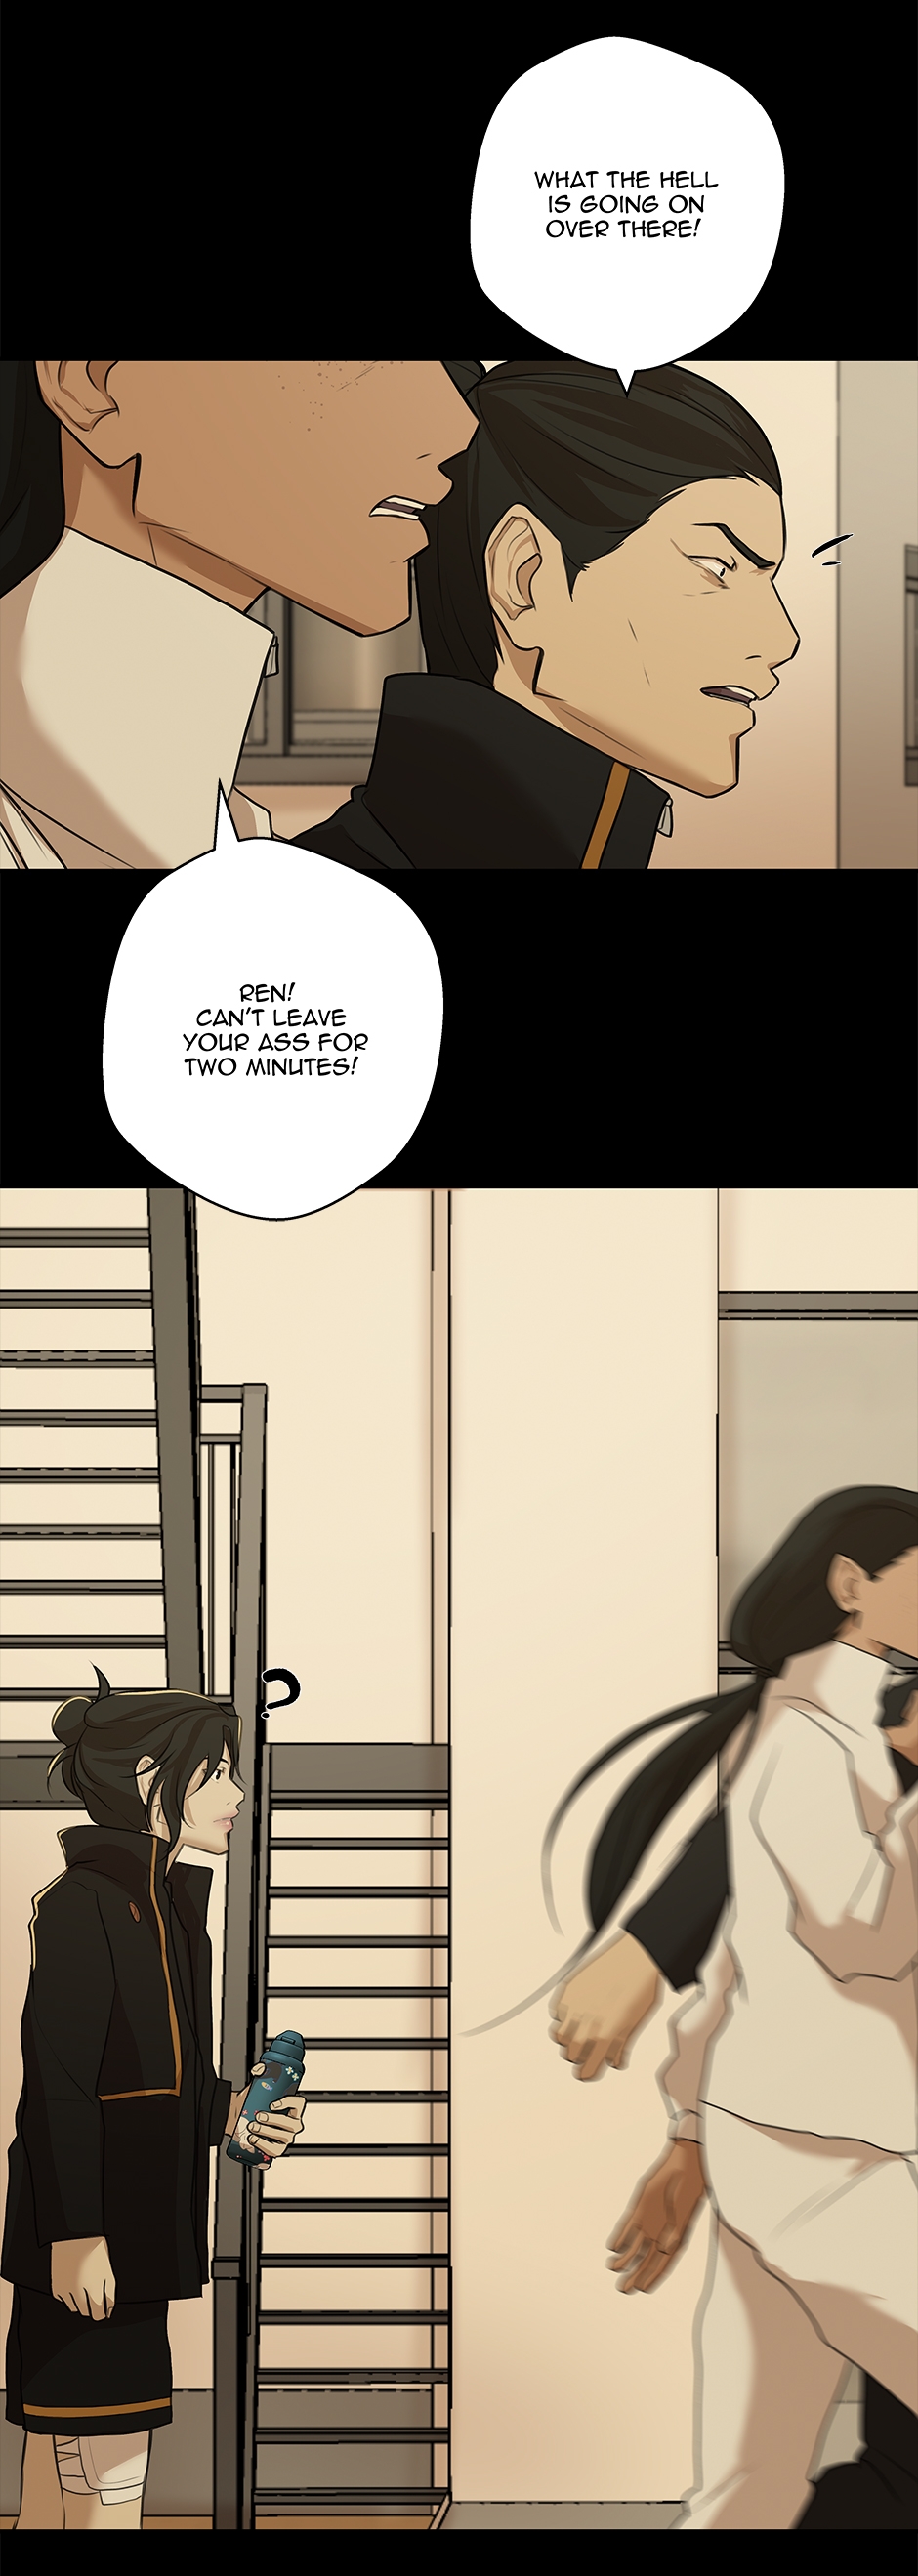 WHAT THE HELL
IS GOING ON
OVER THERE!
REN!
CAN'T LEAVE
YOUR ASS FOR
TWO MINUTES!
?